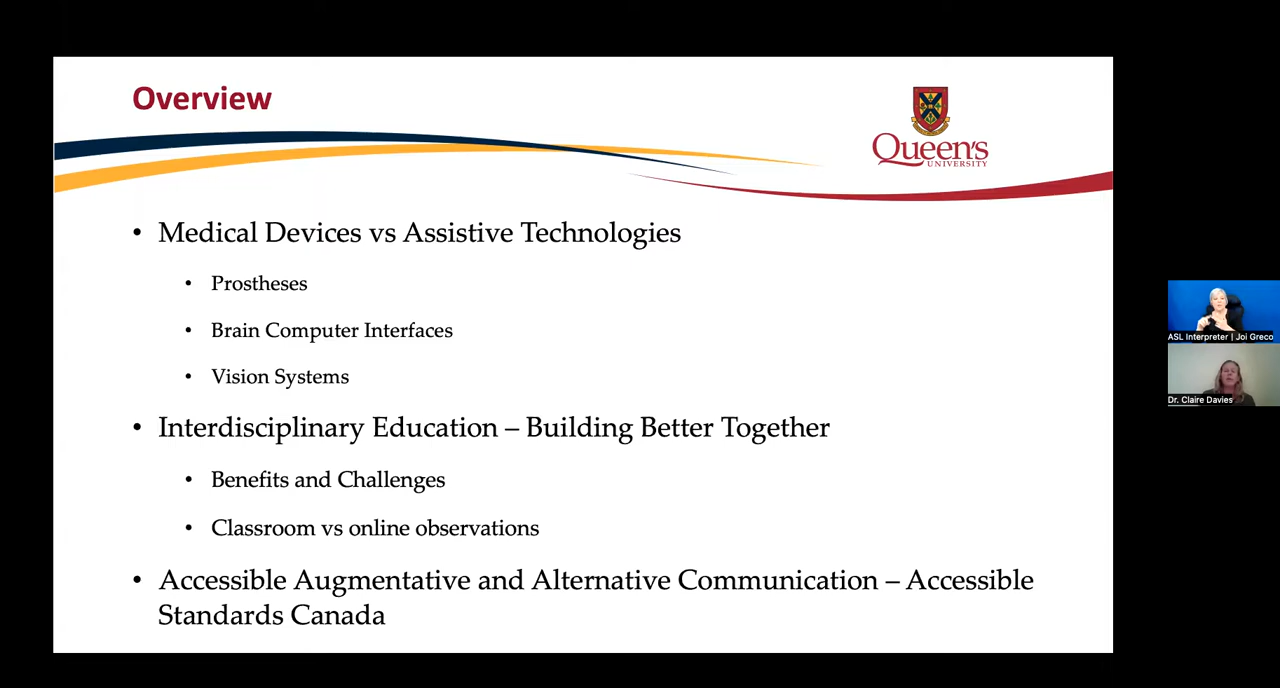 Overview
Queen's
UNIVERSITY
• Medical Devices vs Assistive Technologies
• Prostheses
• Brain Computer Interfaces
• Vision Systems
• Interdisciplinary Education – Building Better Together
• Benefits and Challenges
• Classroom vs online observations
• Accessible Augmentative and Alternative Communication – Accessible
Standards Canada
ASL Interpreter | Joi Greco
Dr. Claire Davies